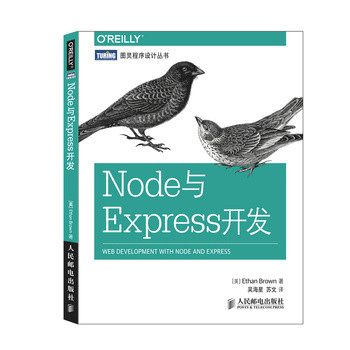 O'REILLY®
TURING 图灵程序设计丛书
Node与
Express开发
WEB DEVELOPMENT WITH NODE AND EXPRESS
[美] Ethan Brown 著
吴海星 苏文 译
人民邮电出版社
POSTS & TELECOM PRESS
O'REILLY®
Node与Express开发
[美] Ethan Brown 著
人民邮电出版社